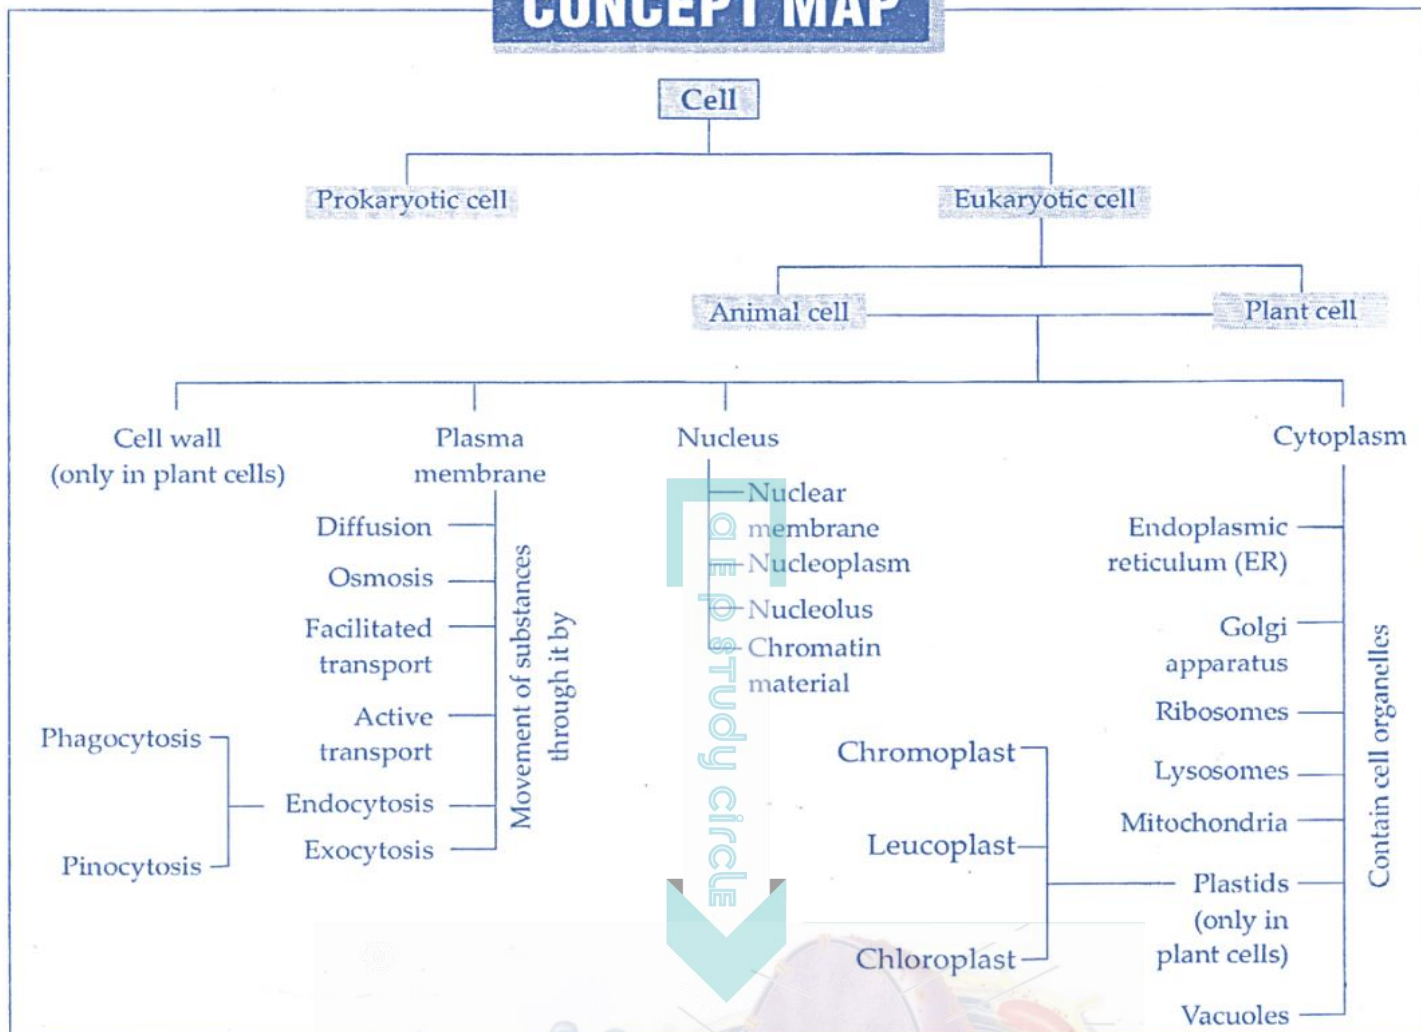 CONCEPT MAP
Cell
Prokaryotic cell
Eukaryotic cell
Animal cell
Plant cell
Cell wall
(only in plant cells)
Plasma
membrane
Nucleus
Cytoplasm
Diffusion
Osmosis
Facilitated
transport
Active
transport
Endocytosis
Exocytosis
Phagocytosis
Pinocytosis
Movement of substances
through it by
Nuclear
membrane
Nucleoplasm
Nucleolus
Chromatin
material
Endoplasmic
reticulum (ER)
Golgi
apparatus
Ribosomes
Lysosomes
Mitochondria
Plastids
(only in
plant cells)
Vacuoles
Contain cell organelles
Chromoplast
Leucoplast
Chloroplast
study circle